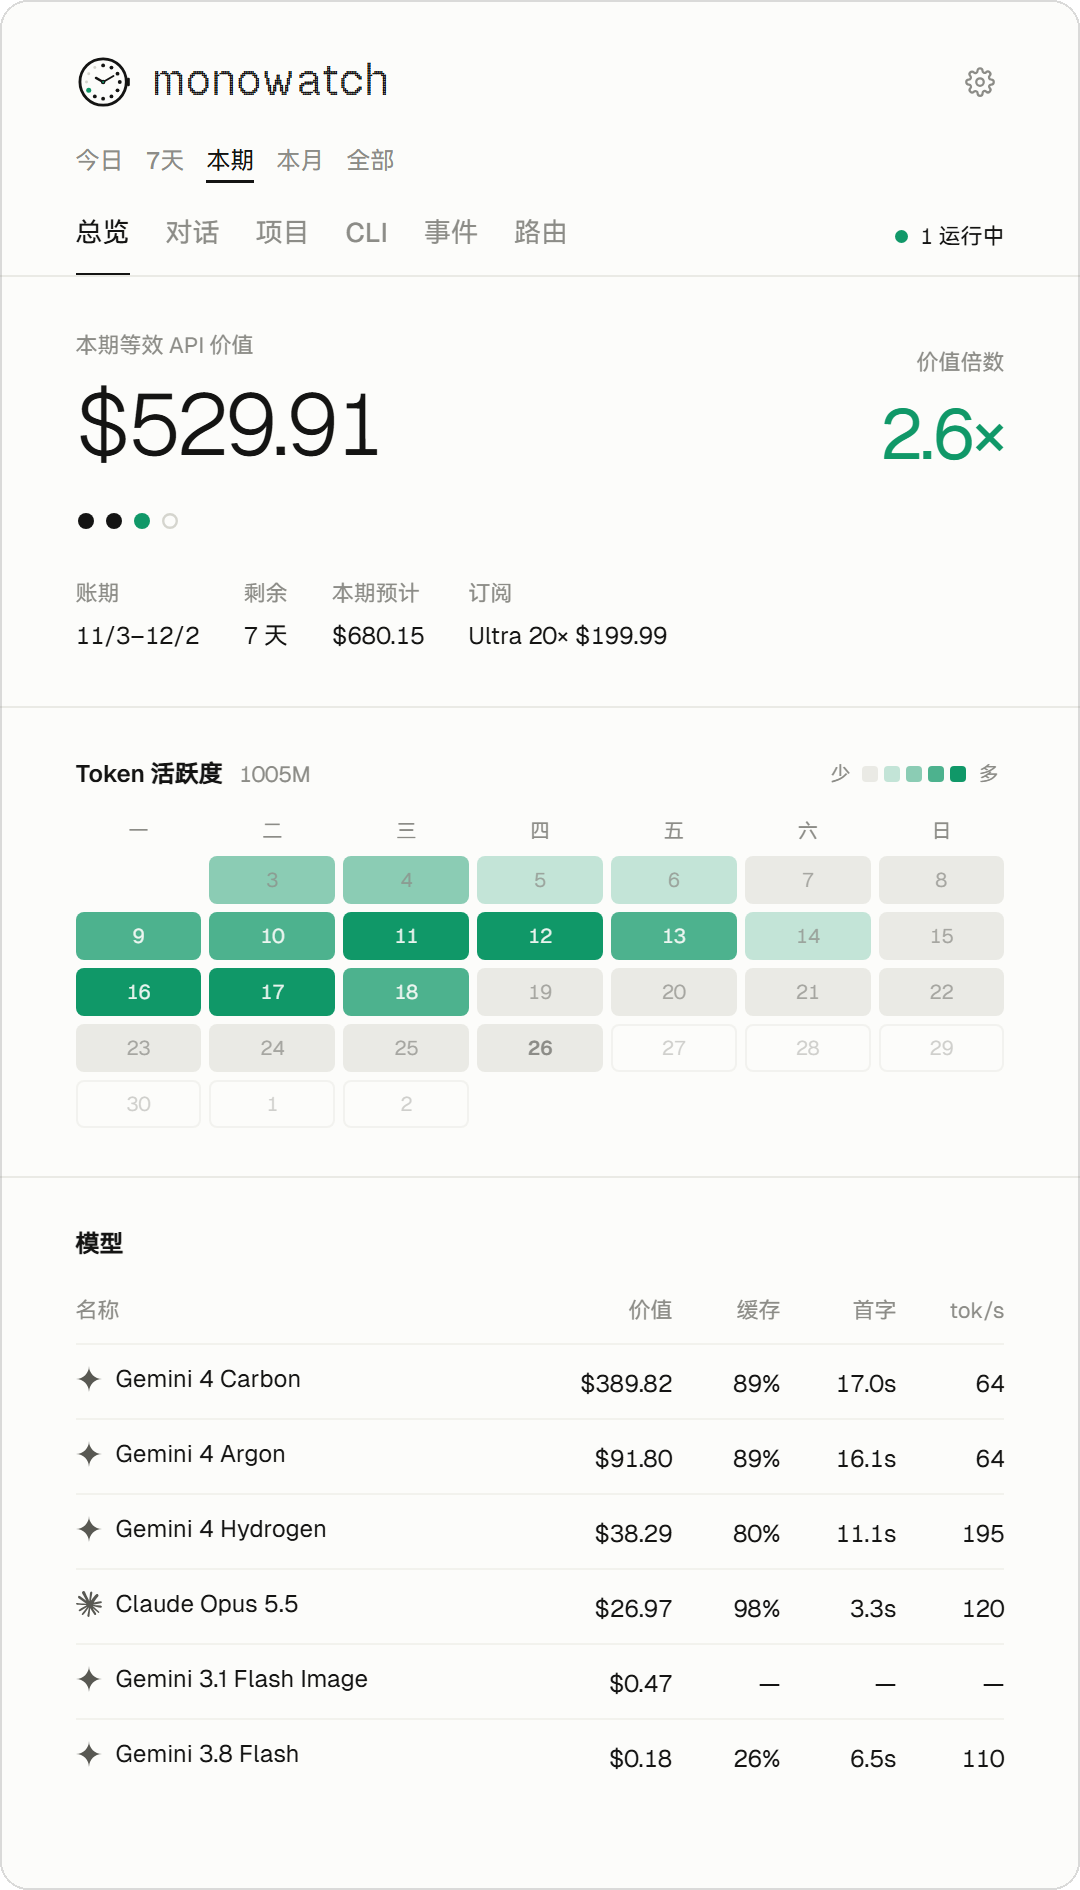 monowatch
今日 7天 本期 本月 全部
总览 对话 项目 CLI 事件 路由 1 运行中
本期等效 API 价值 价值倍数
$529.91 2.6×
账期 剩余 本期预计 订阅
11/3–12/2 7 天 $680.15 Ultra 20× $199.99
Token 活跃度 1005M 少 多
一 二 三 四 五 六 日
3 4 5 6 7 8
9 10 11 12 13 14 15
16 17 18 19 20 21 22
23 24 25 26 27 28 29
30 1 2
模型
名称 价值 缓存 首字 tok/s
Gemini 4 Carbon $389.82 89% 17.0s 64
Gemini 4 Argon $91.80 89% 16.1s 64
Gemini 4 Hydrogen $38.29 80% 11.1s 195
Claude Opus 5.5 $26.97 98% 3.3s 120
Gemini 3.1 Flash Image $0.47 — — —
Gemini 3.8 Flash $0.18 26% 6.5s 110